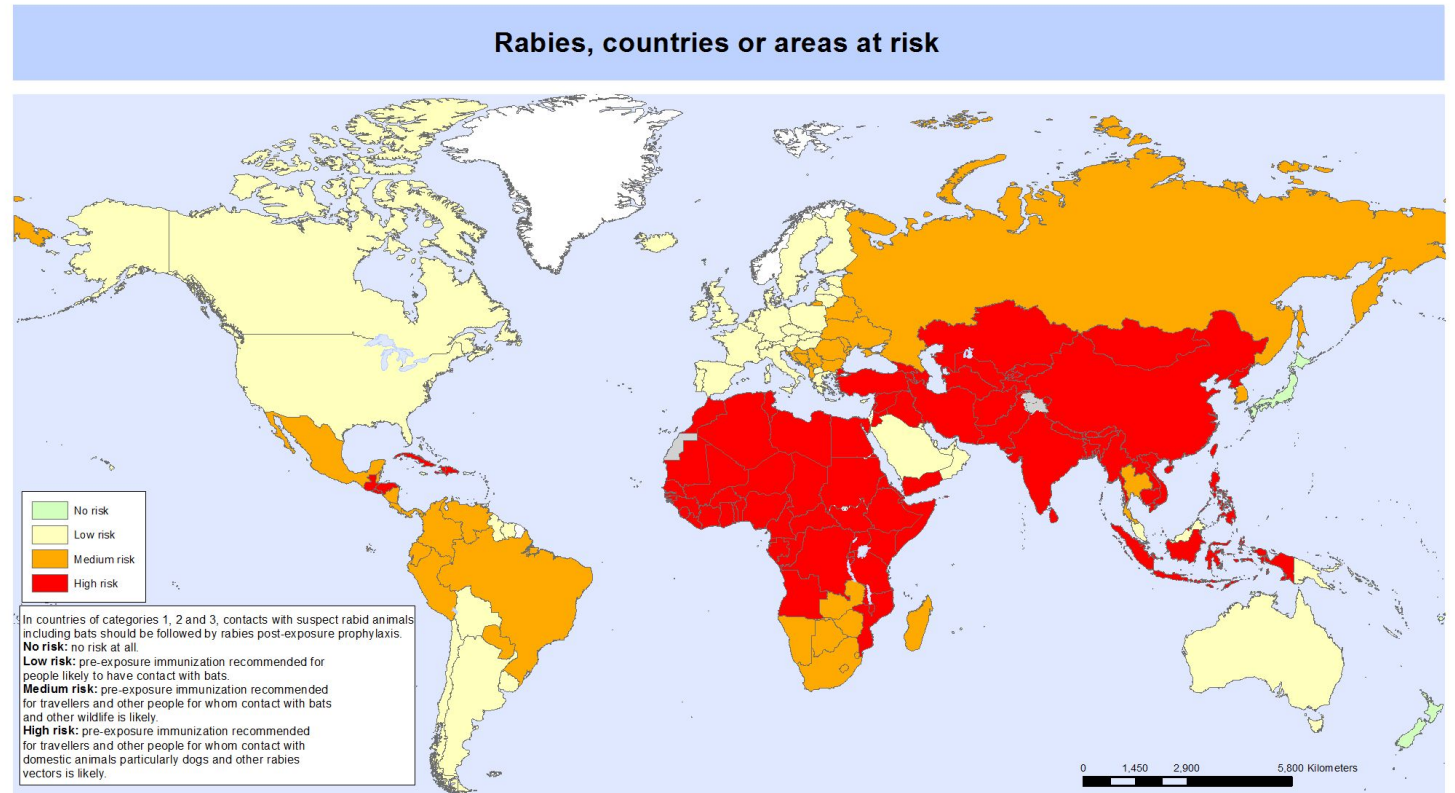 Rabies, countries or areas at risk
No risk
Low risk
Medium risk
High risk
In countries of categories 1, 2 and 3, contacts with suspect rabid animals
including bats should be followed by rabies post-exposure prophylaxis.
No risk: no risk at all.
Low risk: pre-exposure immunization recommended for
people likely to have contact with bats.
Medium risk: pre-exposure immunization recommended
for travellers and other people for whom contact with bats
and other wildlife is likely.
High risk: pre-exposure immunization recommended
for travellers and other people for whom contact with
domestic animals particularly dogs and other rabies
vectors is likely.
0 1,450 2,900 5,800 Kilometers